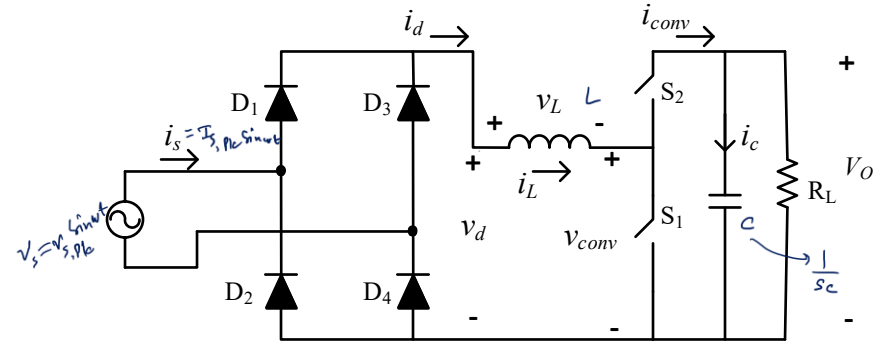 i_d
i_conv
D₁
D₃
v_L L
S₂
+
i_s = I_s,Pk sinωt
+ -
+
+
i_L
i_c
R_L
V_O
v_s = v_s,Pk sinωt
v_d
v_conv
S₁
C
1/sc
D₂
D₄
-
-
-